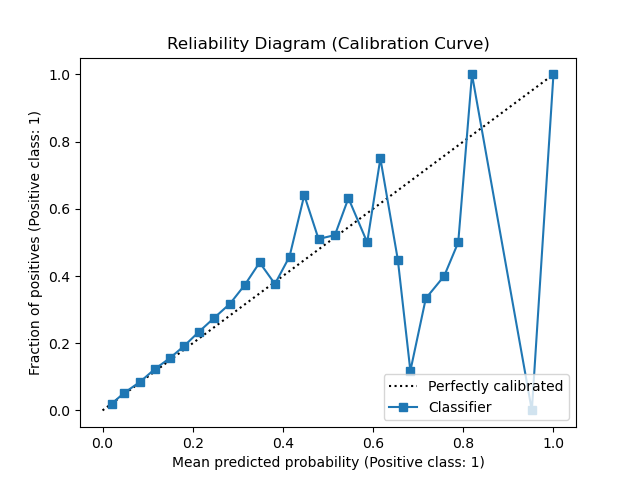 Reliability Diagram (Calibration Curve)
Fraction of positives (Positive class: 1)
1.0
0.8
0.6
0.4
0.2
0.0
Perfectly calibrated
Classifier
0.0 0.2 0.4 0.6 0.8 1.0
Mean predicted probability (Positive class: 1)